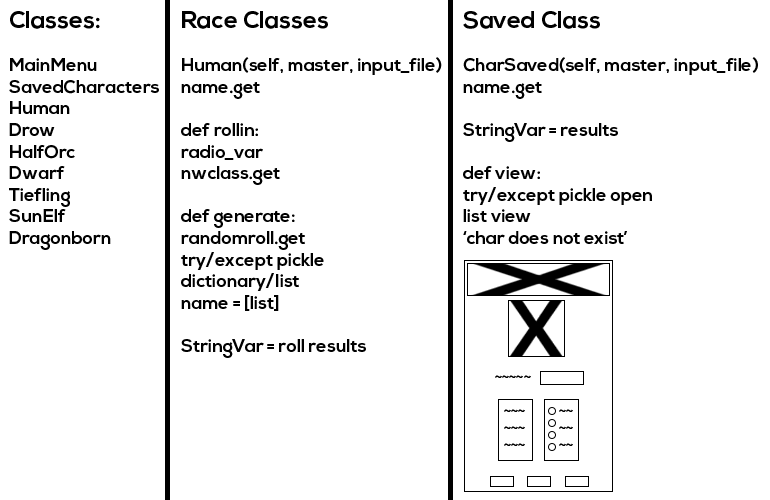 Classes:
MainMenu
SavedCharacters
Human
Drow
HalfOrc
Dwarf
Tiefling
SunElf
Dragonborn
Race Classes
Human(self, master, input_file)
name.get
def rollin:
radio_var
nwclass.get
def generate:
randomroll.get
try/except pickle
dictionary/list
name = [list]
StringVar = roll results
Saved Class
CharSaved(self, master, input_file)
name.get
StringVar = results
def view:
try/except pickle open
list view
‘char does not exist’